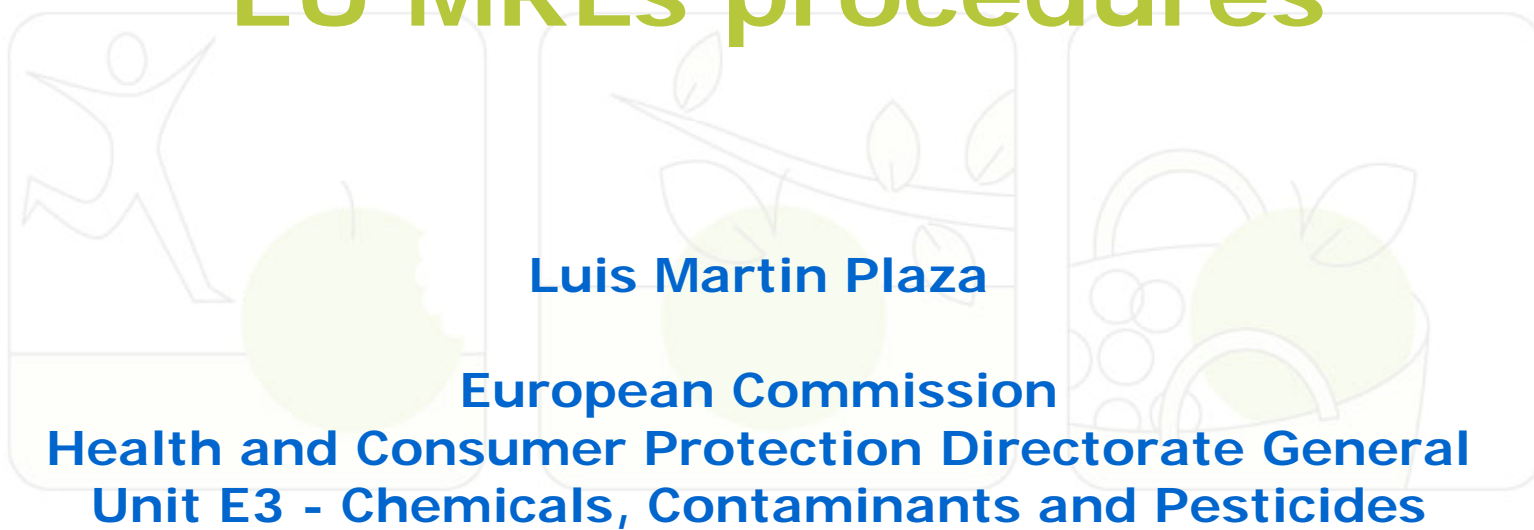 EU MRLs procedures
Luis Martin Plaza
European Commission
Health and Consumer Protection Directorate General
Unit E3 - Chemicals, Contaminants and Pesticides